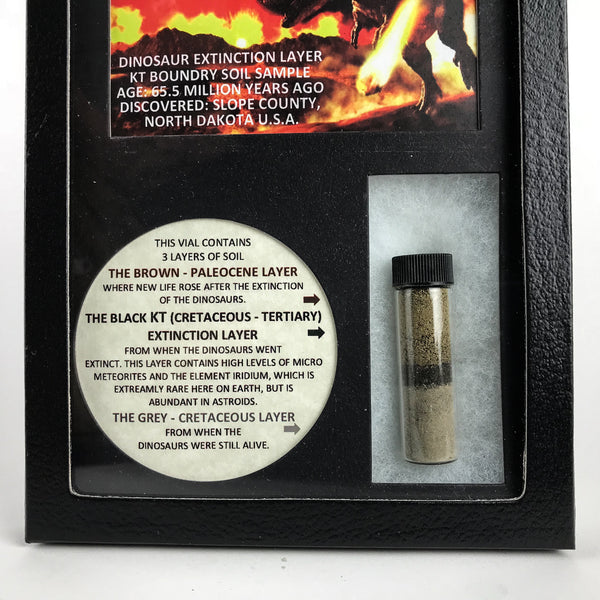 DINOSAUR EXTINCTION LAYER
KT BOUNDRY SOIL SAMPLE
AGE: 65.5 MILLION YEARS AGO
DISCOVERED: SLOPE COUNTY,
NORTH DAKOTA U.S.A.
THIS VIAL CONTAINS
3 LAYERS OF SOIL
THE BROWN - PALEOCENE LAYER
WHERE NEW LIFE ROSE AFTER THE EXTINCTION
OF THE DINOSAURS.
THE BLACK KT (CRETACEOUS - TERTIARY)
EXTINCTION LAYER
FROM WHEN THE DINOSAURS WENT
EXTINCT. THIS LAYER CONTAINS HIGH LEVELS OF MICRO
METEORITES AND THE ELEMENT IRIDIUM, WHICH IS
EXTREAMLY RARE HERE ON EARTH, BUT IS
ABUNDANT IN ASTROIDS.
THE GREY - CRETACEOUS LAYER
FROM WHEN THE
DINOSAURS WERE STILL ALIVE.